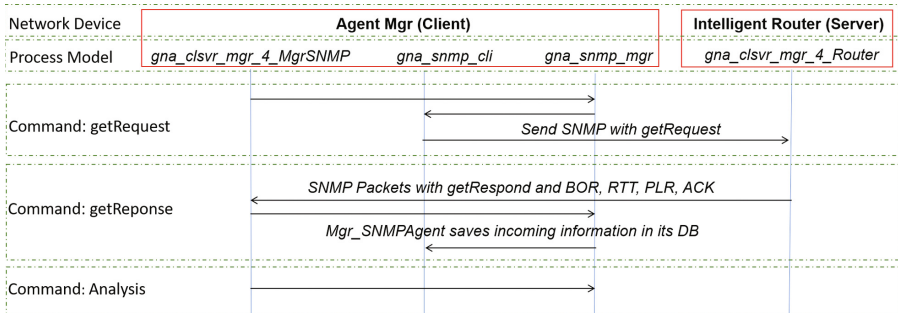 Network Device Agent Mgr (Client) Intelligent Router (Server)
Process Model gna_clsvr_mgr_4_MgrSNMP gna_snmp_cli gna_snmp_mgr gna_clsvr_mgr_4_Router
Command: getRequest
Send SNMP with getRequest
SNMP Packets with getRespond and BOR, RTT, PLR, ACK
Command: getReponse
Mgr_SNMPAgent saves incoming information in its DB
Command: Analysis